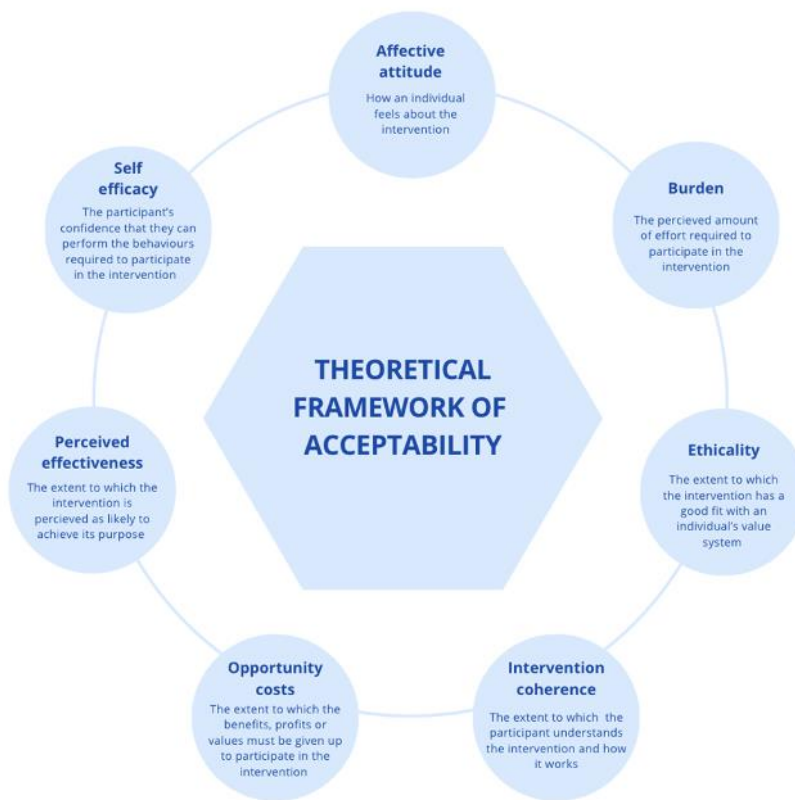 Affective
attitude
How an individual
feels about the
intervention
Burden
The percieved amount
of effort required to
participate in the
intervention
Ethicality
The extent to which
the intervention has a
good fit with an
individual's value
system
Intervention
coherence
The extent to which the
participant understands
the intervention and how
it works
Opportunity
costs
The extent to which the
benefits, profits or
values must be given up
to participate in the
intervention
Perceived
effectiveness
The extent to which the
intervention is
percieved as likely to
achieve its purpose
Self
efficacy
The participant's
confidence that they can
perform the behaviours
required to participate
in the intervention
THEORETICAL
FRAMEWORK OF
ACCEPTABILITY